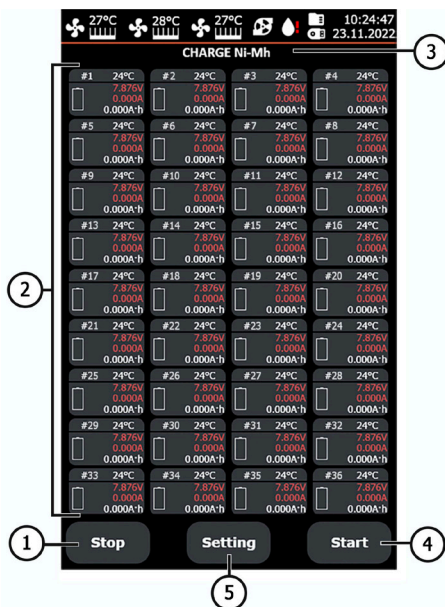 27°C 28°C 27°C 10:24:47
23.11.2022
CHARGE Ni-Mh
3
#1 24°C #2 24°C #3 24°C #4 24°C
7.876V 7.876V 7.876V 7.876V
0.000A 0.000A 0.000A 0.000A
0.000A·h 0.000A·h 0.000A·h 0.000A·h
#5 24°C #6 24°C #7 24°C #8 24°C
7.876V 7.876V 7.876V 7.876V
0.000A 0.000A 0.000A 0.000A
0.000A·h 0.000A·h 0.000A·h 0.000A·h
#9 24°C #10 24°C #11 24°C #12 24°C
7.876V 7.876V 7.876V 7.876V
0.000A 0.000A 0.000A 0.000A
0.000A·h 0.000A·h 0.000A·h 0.000A·h
#13 24°C #14 24°C #15 24°C #16 24°C
7.876V 7.876V 7.876V 7.876V
0.000A 0.000A 0.000A 0.000A
0.000A·h 0.000A·h 0.000A·h 0.000A·h
2
#17 24°C #18 24°C #19 24°C #20 24°C
7.876V 7.876V 7.876V 7.876V
0.000A 0.000A 0.000A 0.000A
0.000A·h 0.000A·h 0.000A·h 0.000A·h
#21 24°C #22 24°C #23 24°C #24 24°C
7.876V 7.876V 7.876V 7.876V
0.000A 0.000A 0.000A 0.000A
0.000A·h 0.000A·h 0.000A·h 0.000A·h
#25 24°C #26 24°C #27 24°C #28 24°C
7.876V 7.876V 7.876V 7.876V
0.000A 0.000A 0.000A 0.000A
0.000A·h 0.000A·h 0.000A·h 0.000A·h
#29 24°C #30 24°C #31 24°C #32 24°C
7.876V 7.876V 7.876V 7.876V
0.000A 0.000A 0.000A 0.000A
0.000A·h 0.000A·h 0.000A·h 0.000A·h
#33 24°C #34 24°C #35 24°C #36 24°C
7.876V 7.876V 7.876V 7.876V
0.000A 0.000A 0.000A 0.000A
0.000A·h 0.000A·h 0.000A·h 0.000A·h
1 Stop Setting Start 4
5